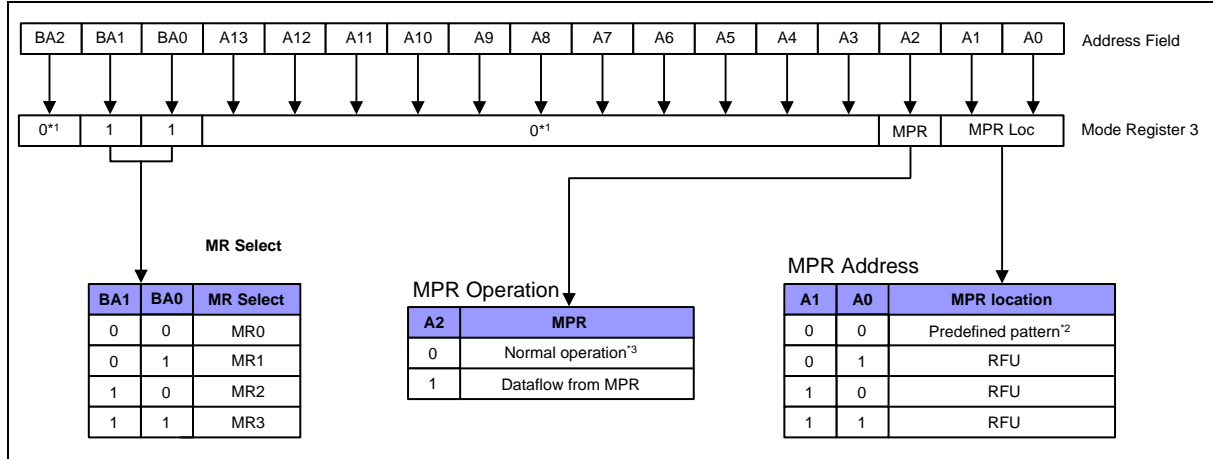 BA2 BA1 BA0 A13 A12 A11 A10 A9 A8 A7 A6 A5 A4 A3 A2 A1 A0 Address Field
0*1 1 1 0*1 MPR MPR Loc Mode Register 3
MR Select
BA1 BA0 MR Select
0 0 MR0
0 1 MR1
1 0 MR2
1 1 MR3
MPR Operation
A2 MPR
0 Normal operation*3
1 Dataflow from MPR
MPR Address
A1 A0 MPR location
0 0 Predefined pattern*2
0 1 RFU
1 0 RFU
1 1 RFU